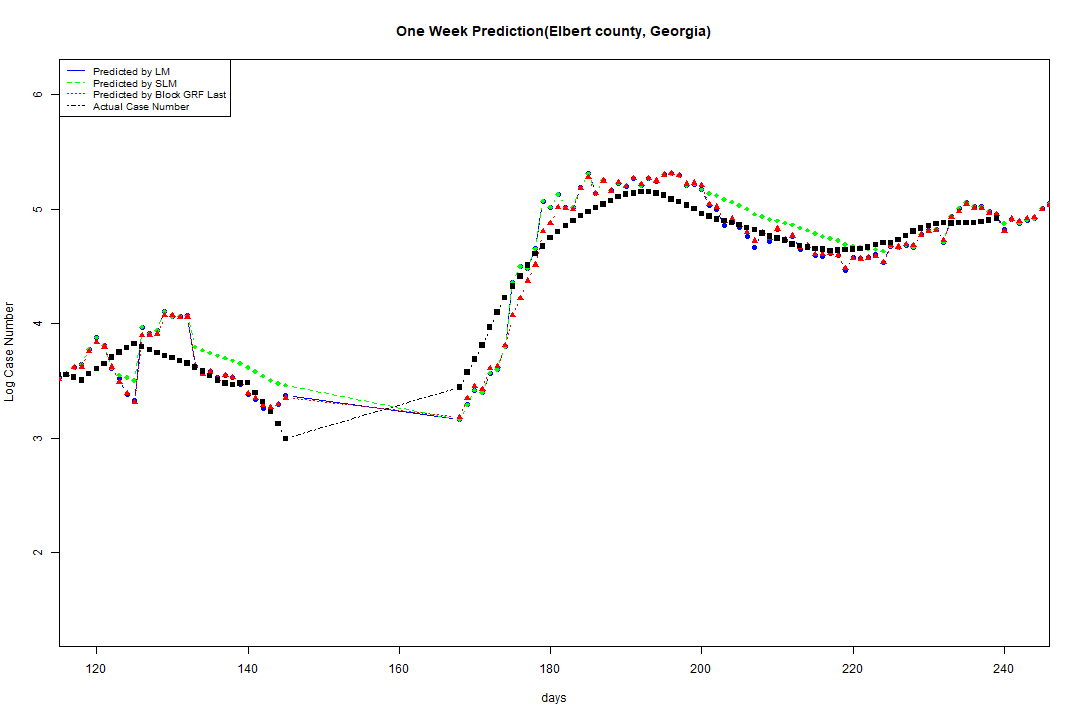 One Week Prediction(Elbert county, Georgia)
Predicted by LM
Predicted by SLM
Predicted by Block GRF Last
Actual Case Number
6
5
4
3
2
Log Case Number
120
140
160
180
200
220
240
days